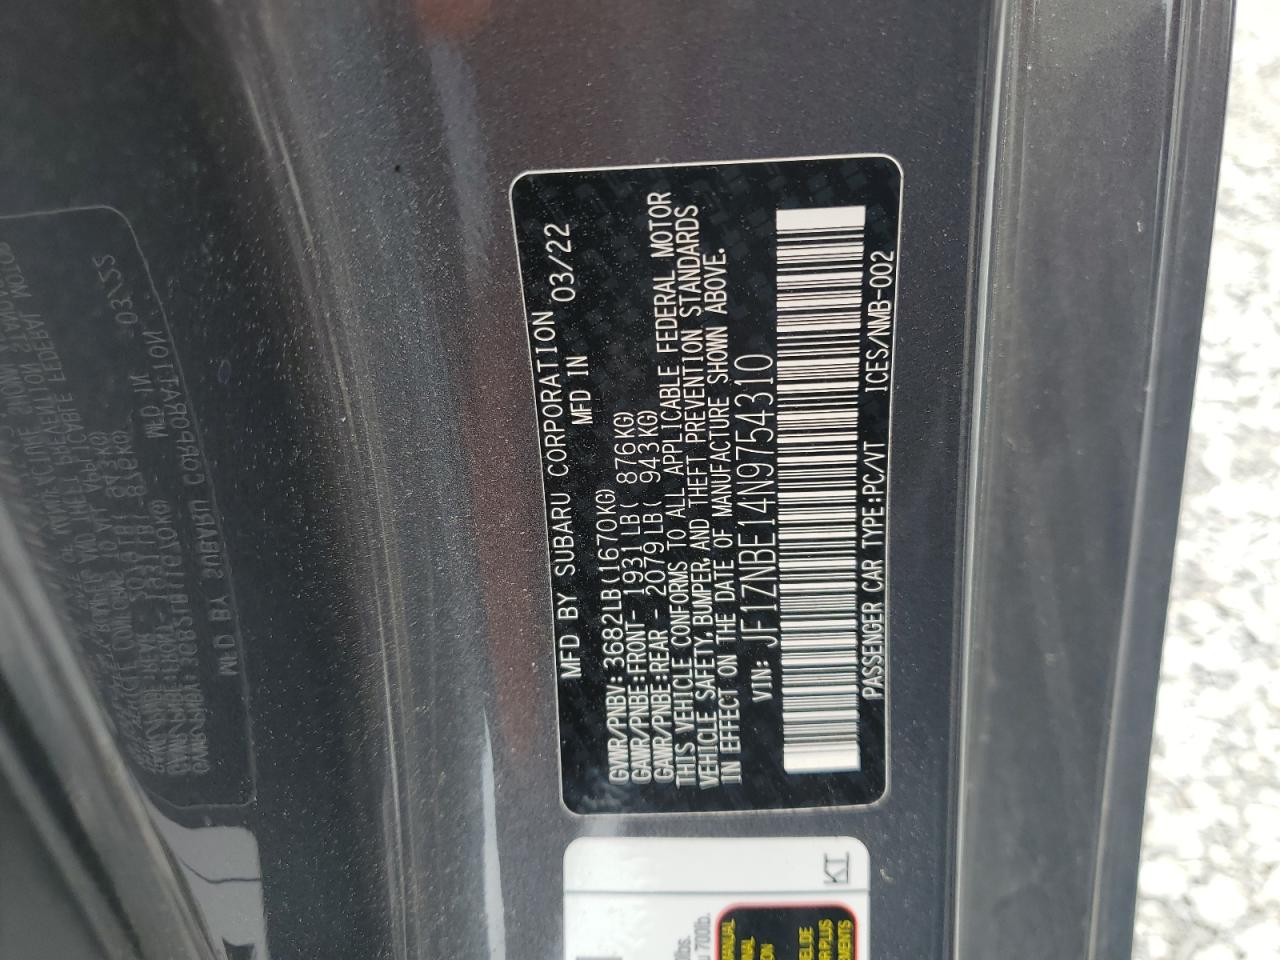 MFD BY SUBARU CORPORATION
MFD IN 03/22
GVWR/PNBV: 3682LB(1670KG)
GAWR/PNBE:FRONT- 1931LB( 876KG)
GAWR/PNBE:REAR - 2079LB( 943KG)
THIS VEHICLE CONFORMS TO ALL APPLICABLE FEDERAL MOTOR
VEHICLE SAFETY, BUMPER, AND THEFT PREVENTION STANDARDS
IN EFFECT ON THE DATE OF MANUFACTURE SHOWN ABOVE.
VIN: JF1ZNBE14N9754310
PASSENGER CAR TYPE:PC/VT ICES/NMB-002
KI
700lb.